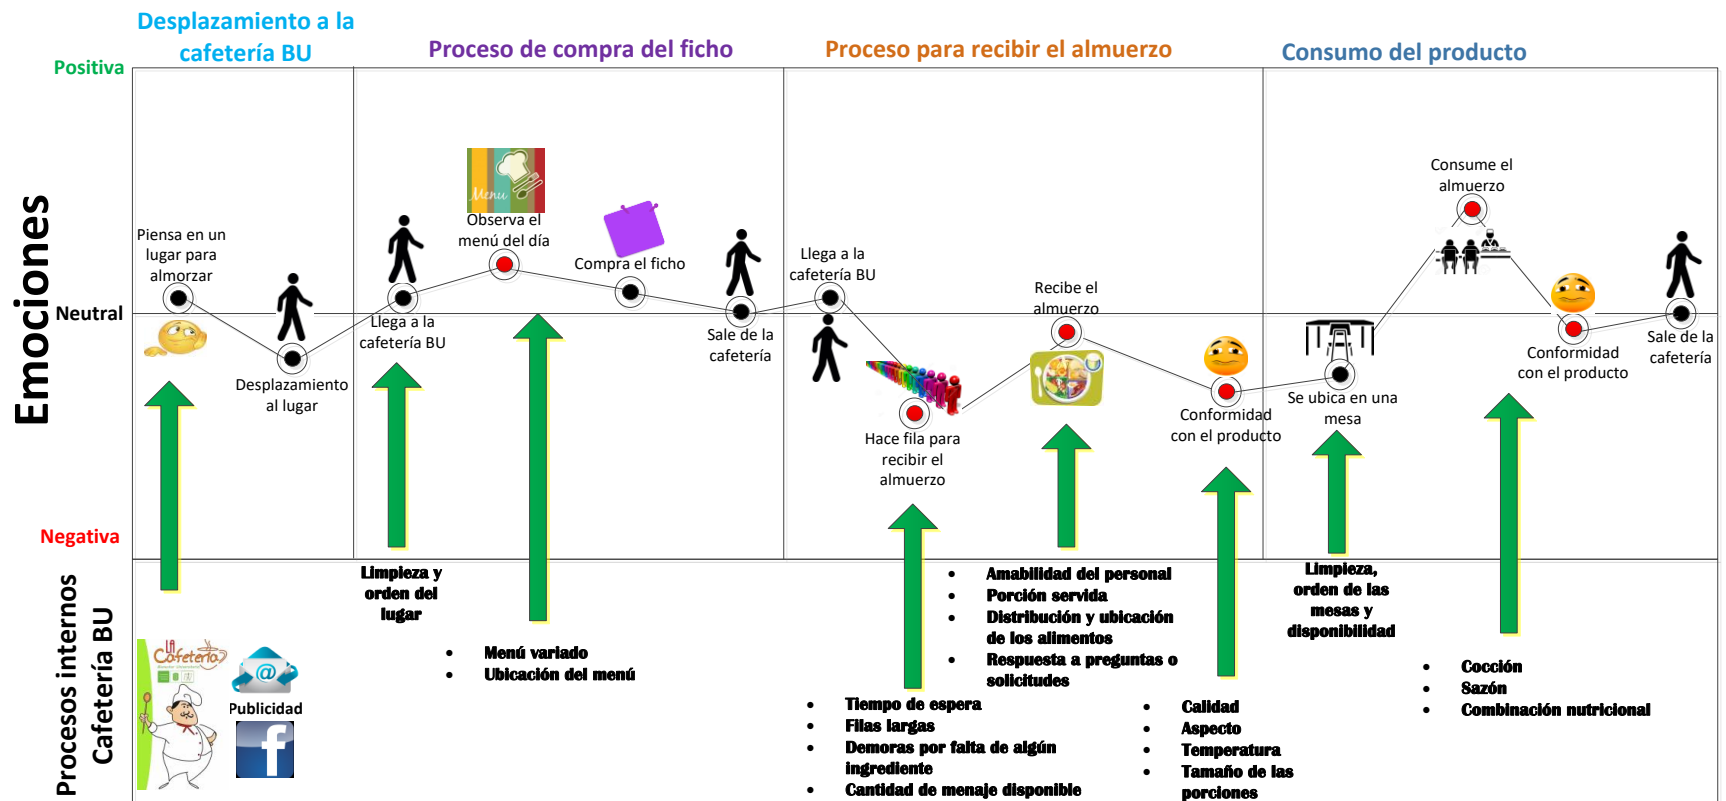 Desplazamiento a la
cafetería BU
Proceso de compra del ficho
Proceso para recibir el almuerzo
Consumo del producto
Positiva
Emociones
Neutral
Negativa
Piensa en un
lugar para
almorzar
Desplazamiento
al lugar
Llega a la
cafetería BU
Menu
Observa el
menú del día
Compra el ficho
Sale de la
cafetería
Llega a la
cafetería BU
Hace fila para
recibir el
almuerzo
Recibe el
almuerzo
Conformidad
con el producto
Se ubica en una
mesa
Consume el
almuerzo
Conformidad
con el producto
Sale de la
cafetería
Procesos internos
Cafetería BU
LA
Cafetería
@
Publicidad
f
Limpieza y
orden del
lugar
• Menú variado
• Ubicación del menú
• Tiempo de espera
• Filas largas
• Demoras por falta de algún
ingrediente
• Cantidad de menaje disponible
• Amabilidad del personal
• Porción servida
• Distribución y ubicación
de los alimentos
• Respuesta a preguntas o
solicitudes
• Calidad
• Aspecto
• Temperatura
• Tamaño de las
porciones
Limpieza,
orden de las
mesas y
disponibilidad
• Cocción
• Sazón
• Combinación nutricional